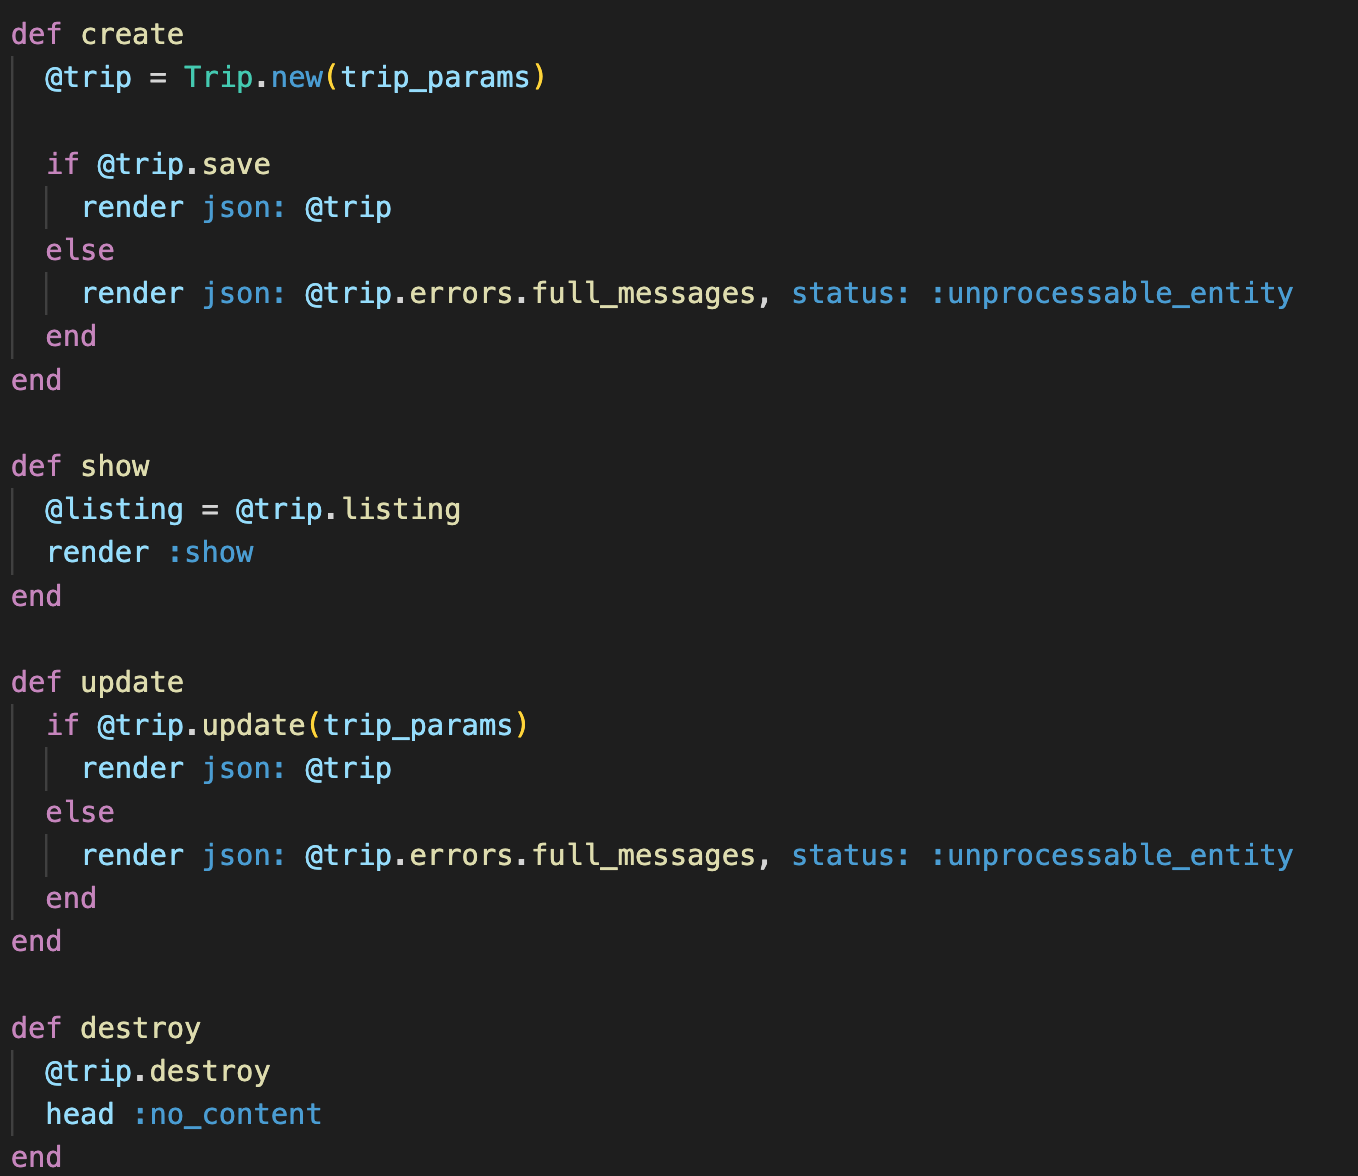 def create
  @trip = Trip.new(trip_params)

  if @trip.save
    render json: @trip
  else
    render json: @trip.errors.full_messages, status: :unprocessable_entity
  end
end

def show
  @listing = @trip.listing
  render :show
end

def update
  if @trip.update(trip_params)
    render json: @trip
  else
    render json: @trip.errors.full_messages, status: :unprocessable_entity
  end
end

def destroy
  @trip.destroy
  head :no_content
end